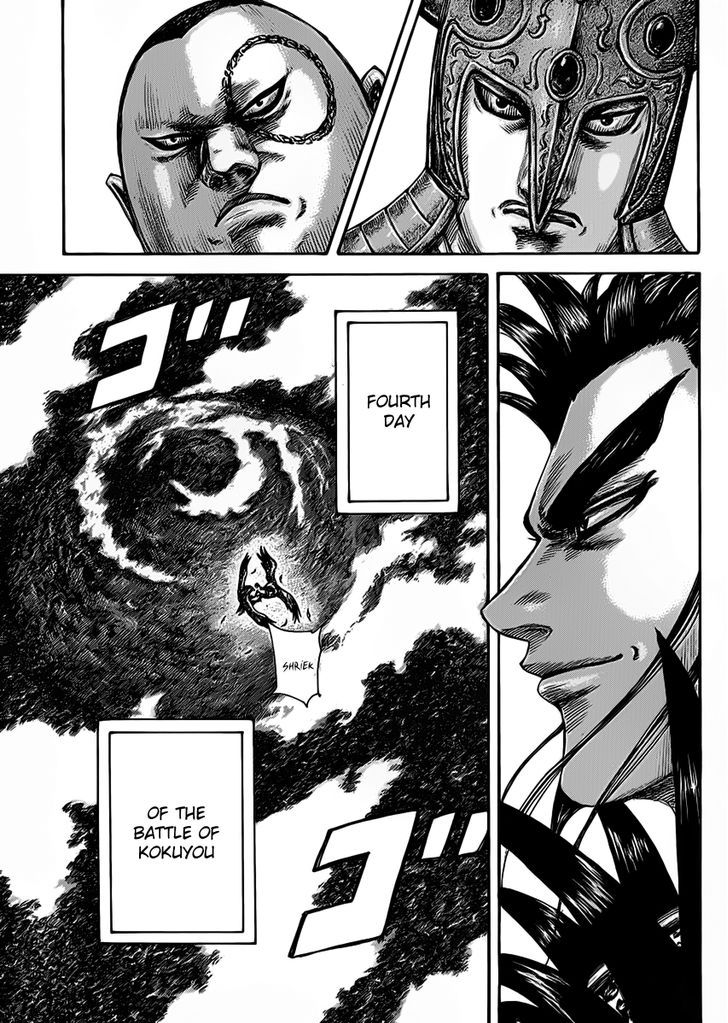 ゴ゛
FOURTH
DAY
SHRIEK
OF THE
BATTLE OF
KOKUYOU
ゴ゛